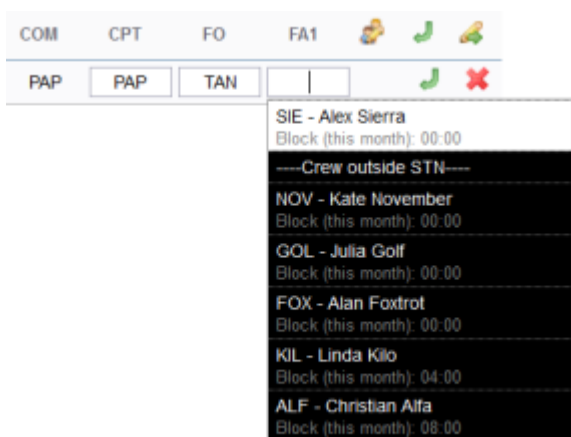 COM CPT FO FA1
PAP PAP TAN
SIE - Alex Sierra
Block (this month): 00:00
----Crew outside STN----
NOV - Kate November
Block (this month): 00:00
GOL - Julia Golf
Block (this month): 00:00
FOX - Alan Foxtrot
Block (this month): 00:00
KIL - Linda Kilo
Block (this month): 04:00
ALF - Christian Alfa
Block (this month): 08:00